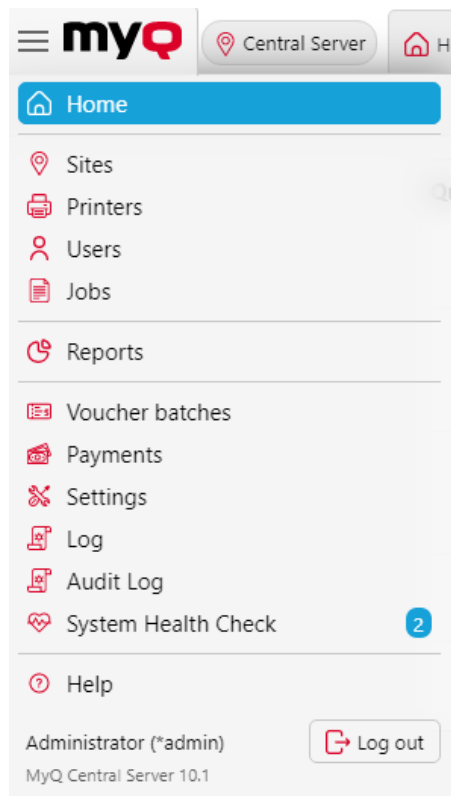 myQ Central Server H
Home
Sites
Printers
Users
Jobs
Reports
Voucher batches
Payments
Settings
Log
Audit Log
System Health Check 2
Help
Administrator (*admin) Log out
MyQ Central Server 10.1